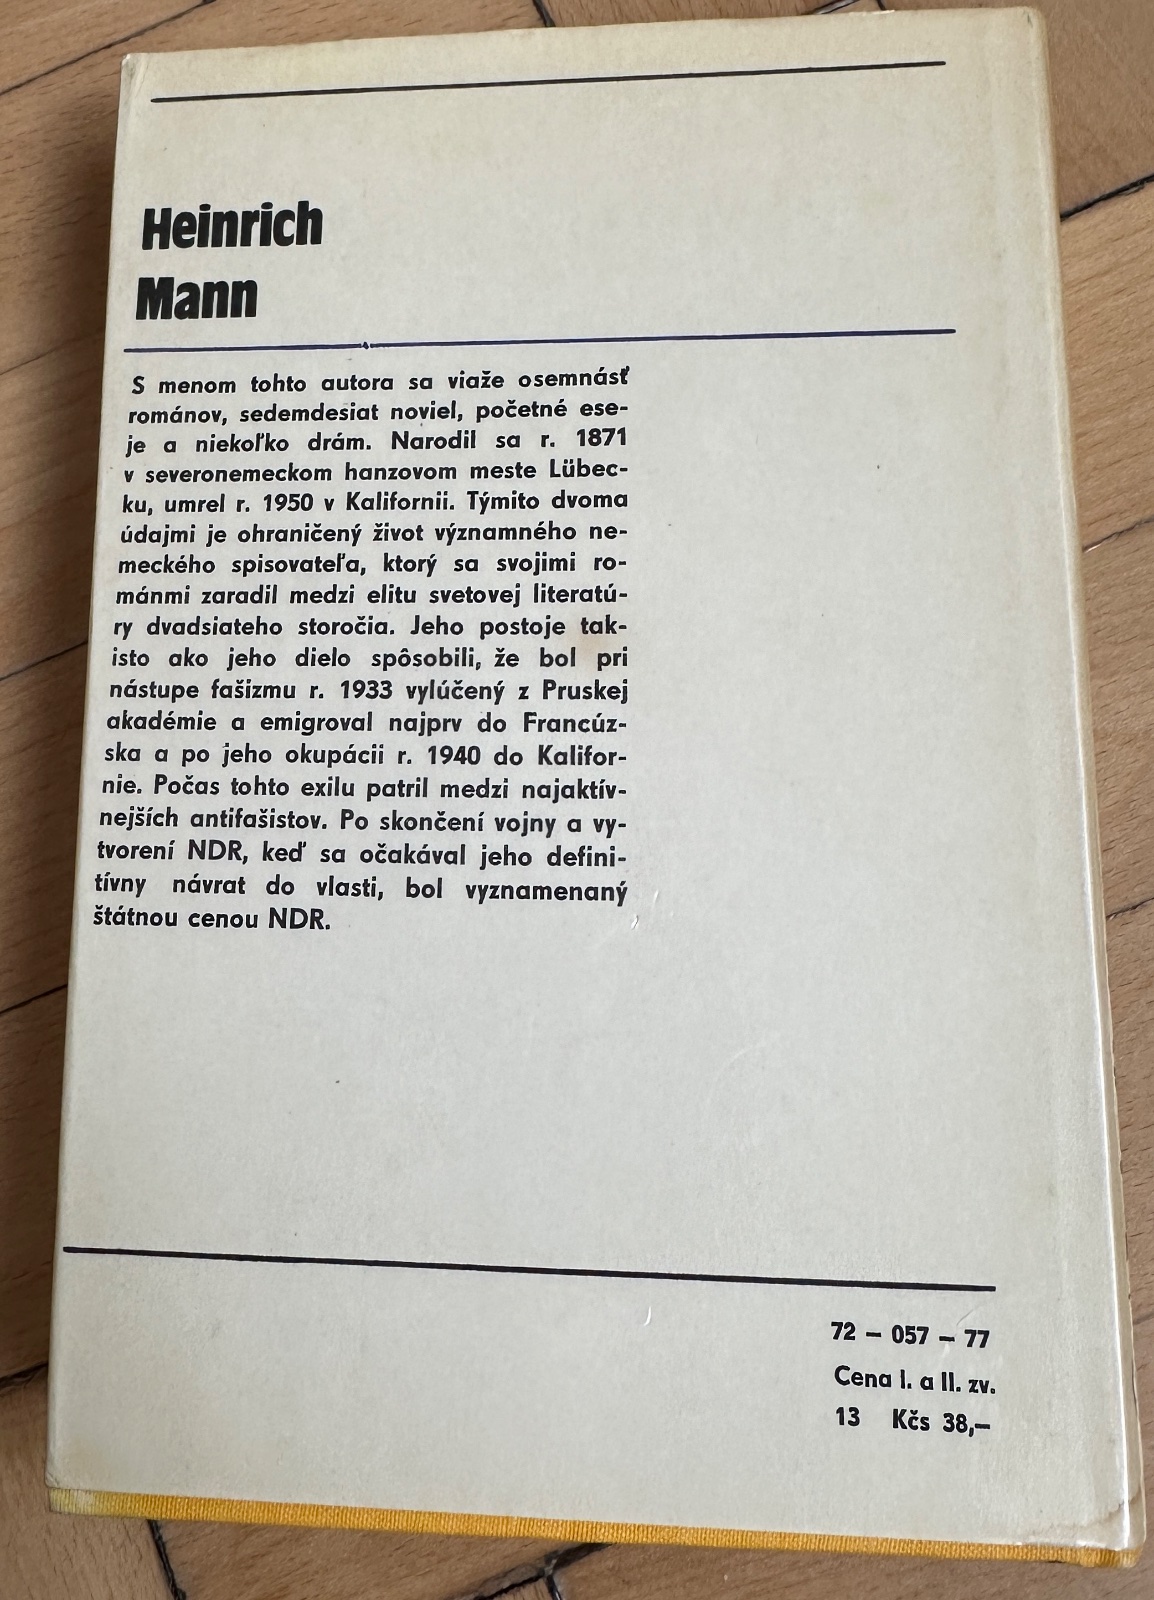 Heinrich
Mann
S menom tohto autora sa viaže osemnásť
románov, sedemdesiat noviel, početné ese-
je a niekoľko drám. Narodil sa r. 1871
v severonemeckom hanzovom meste Lübec-
ku, umrel r. 1950 v Kalifornii. Týmito dvoma
údajmi je ohraničený život významného ne-
meckého spisovateľa, ktorý sa svojimi ro-
mánmi zaradil medzi elitu svetovej literatú-
ry dvadsiateho storočia. Jeho postoje tak-
isto ako jeho dielo spôsobili, že bol pri
nástupe fašizmu r. 1933 vylúčený z Pruskej
akadémie a emigroval najprv do Francúz-
ska a po jeho okupácii r. 1940 do Kalifor-
nie. Počas tohto exilu patril medzi najaktív-
nejších antifašistov. Po skončení vojny a vy-
tvorení NDR, keď sa očakával jeho defini-
tívny návrat do vlasti, bol vyznamenaný
štátnou cenou NDR.
72 – 057 – 77
Cena I. a II. zv.
13 Kčs 38,–